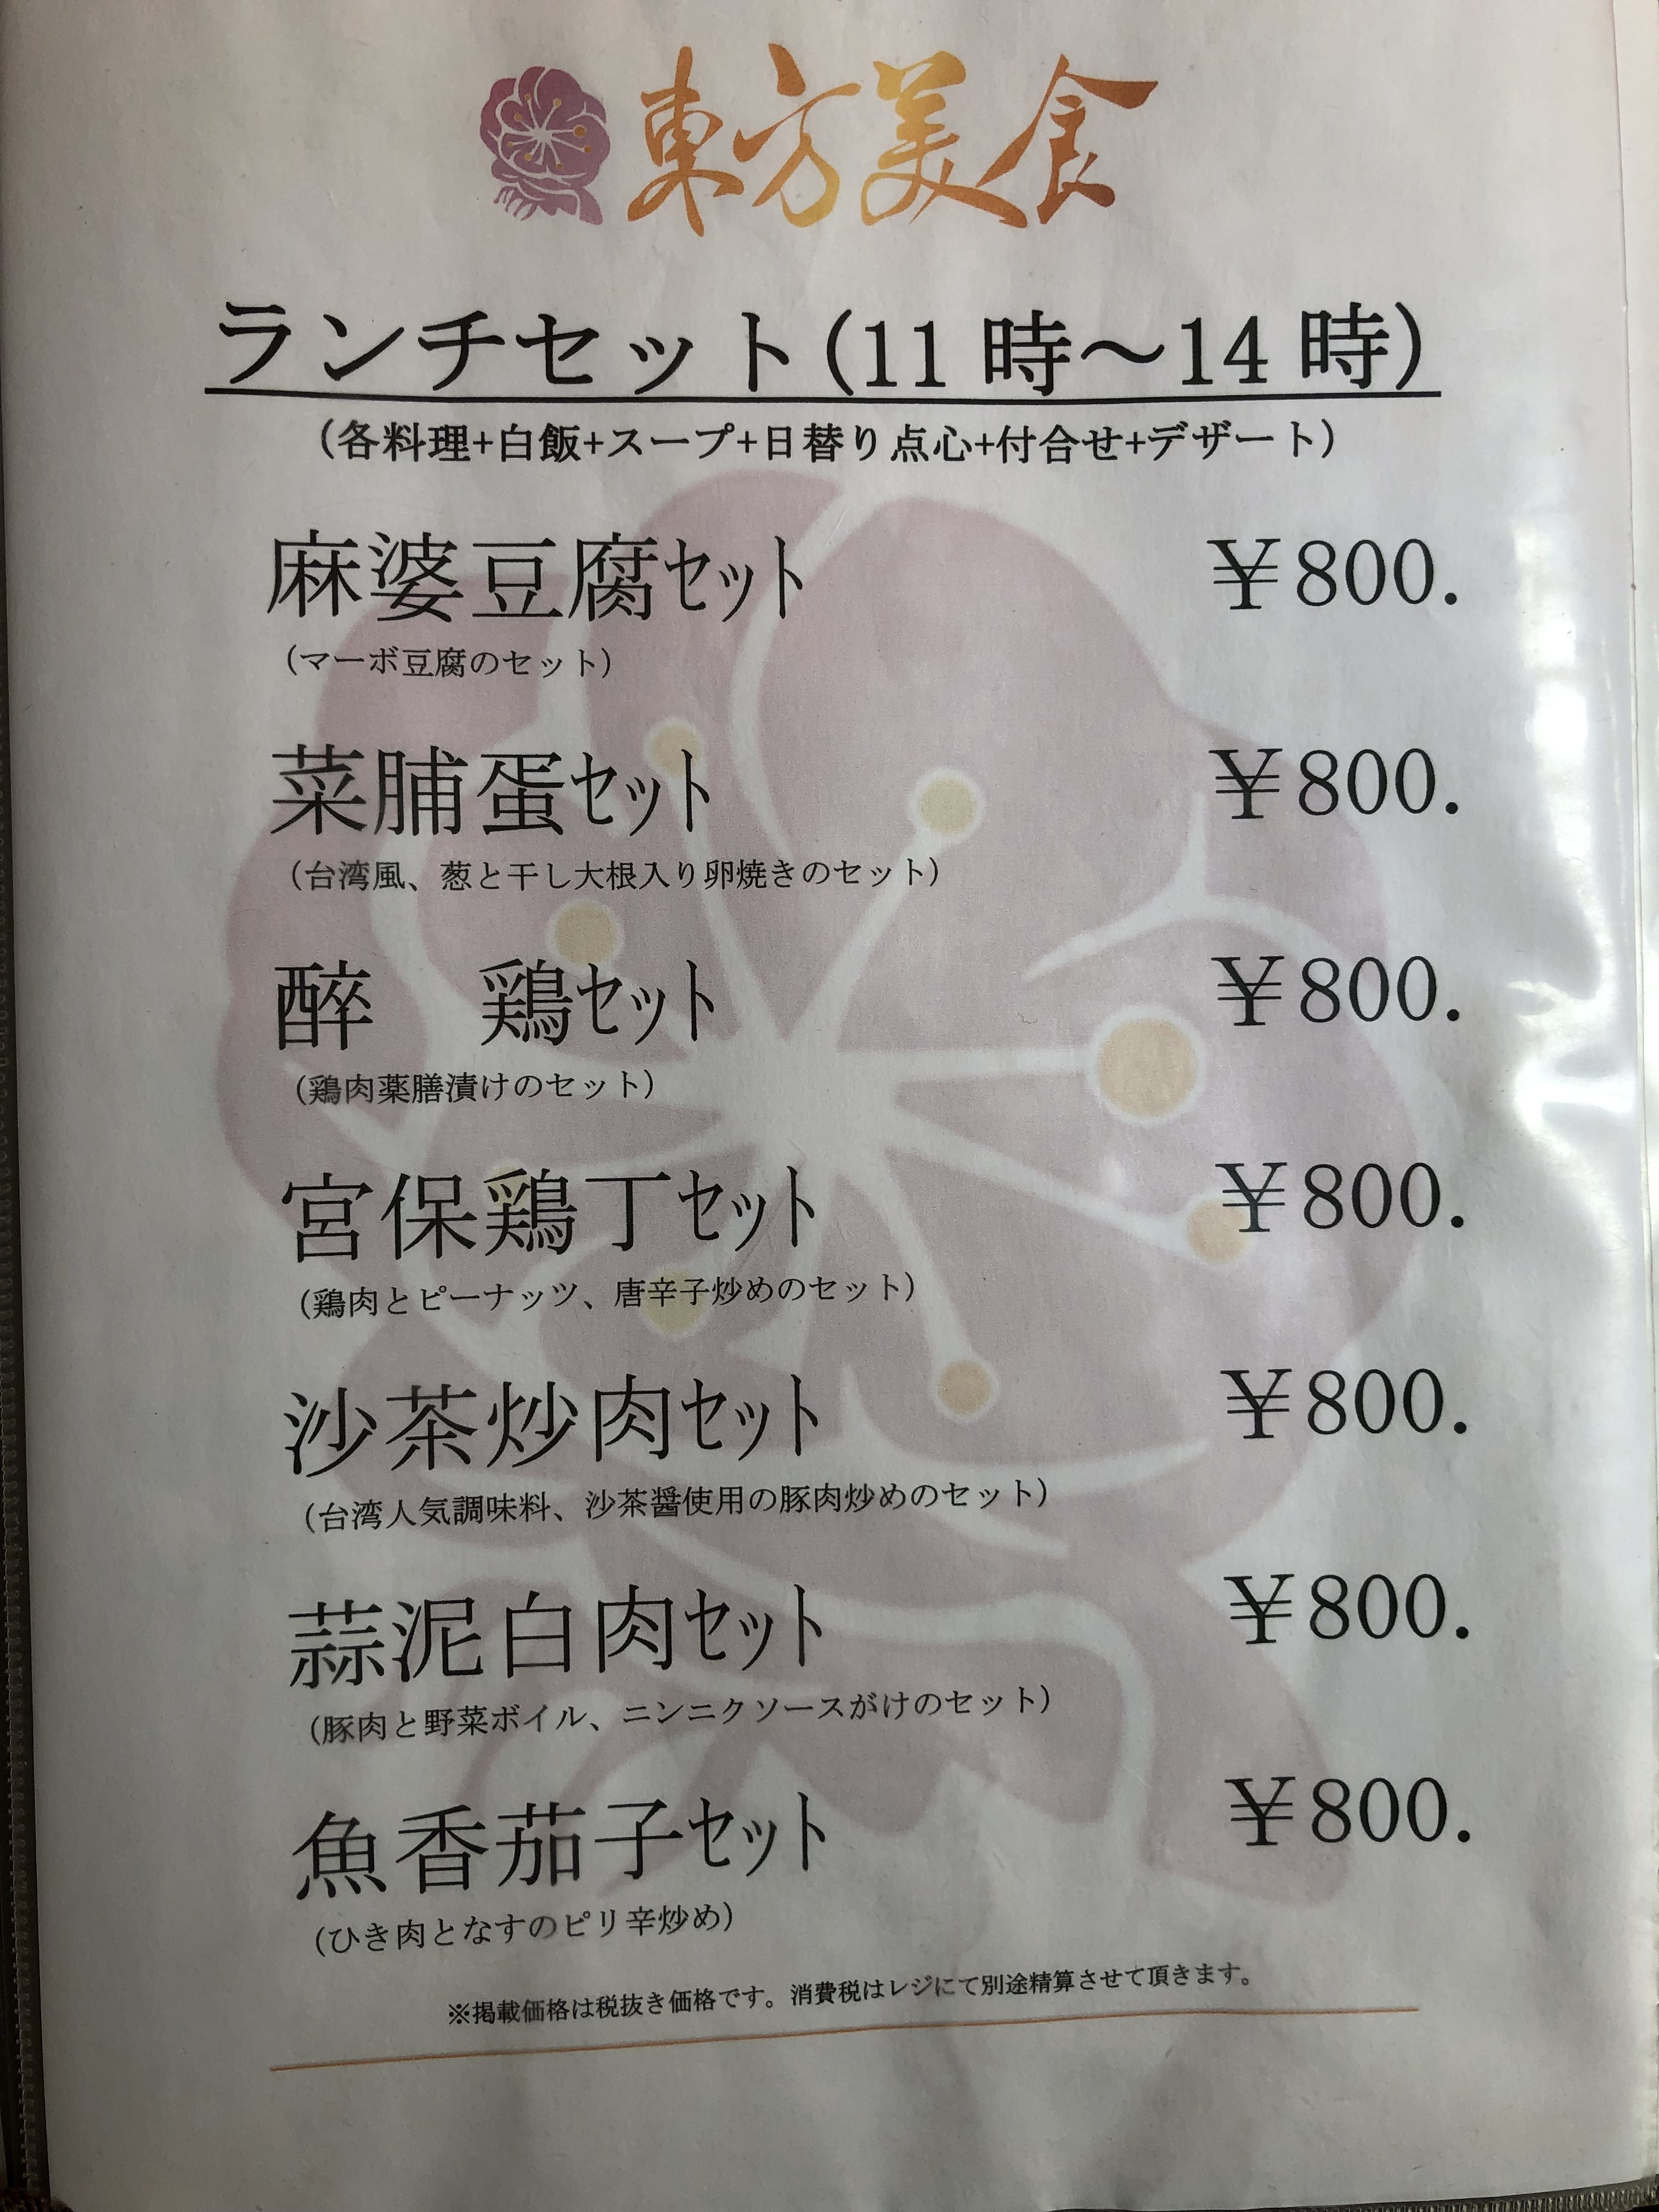 東方美食
ランチセット(11時～14時)
(各料理+白飯+スープ+日替り点心+付合せ+デザート)
麻婆豆腐ｾｯﾄ ￥800.
(マーボ豆腐のセット)
菜脯蛋ｾｯﾄ ￥800.
(台湾風、葱と干し大根入り卵焼きのセット)
醉　鶏ｾｯﾄ ￥800.
(鶏肉薬膳漬けのセット)
宮保鶏丁ｾｯﾄ ￥800.
(鶏肉とピーナッツ、唐辛子炒めのセット)
沙茶炒肉ｾｯﾄ ￥800.
(台湾人気調味料、沙茶醤使用の豚肉炒めのセット)
蒜泥白肉ｾｯﾄ ￥800.
(豚肉と野菜ボイル、ニンニクソースがけのセット)
魚香茄子ｾｯﾄ ￥800.
(ひき肉となすのピリ辛炒め)
※掲載価格は税抜き価格です。消費税はレジにて別途精算させて頂きます。